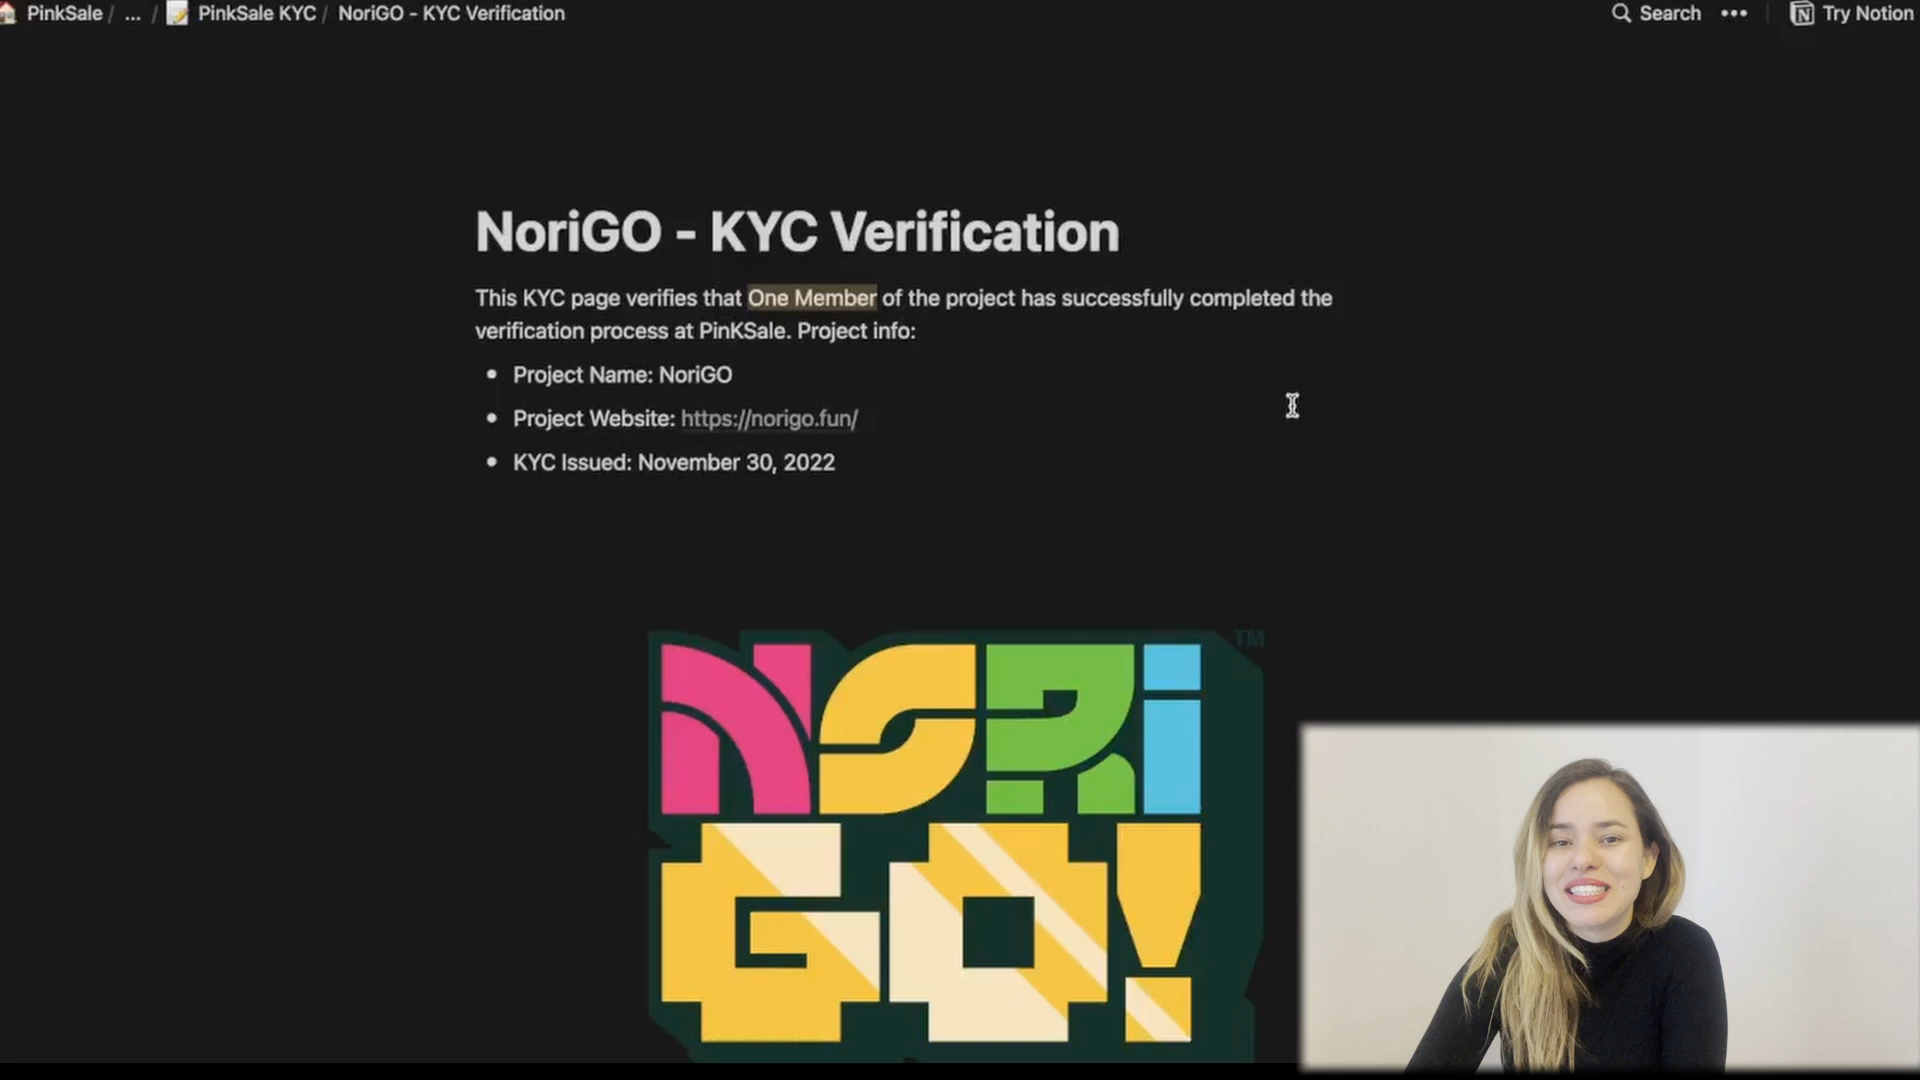 PinkSale / ... / PinkSale KYC / NoriGO - KYC Verification
Search ••• Try Notion
NoriGO - KYC Verification
This KYC page verifies that One Member of the project has successfully completed the
verification process at PinKSale. Project info:
• Project Name: NoriGO
• Project Website: https://norigo.fun/
• KYC Issued: November 30, 2022
NORi
TM
GO!